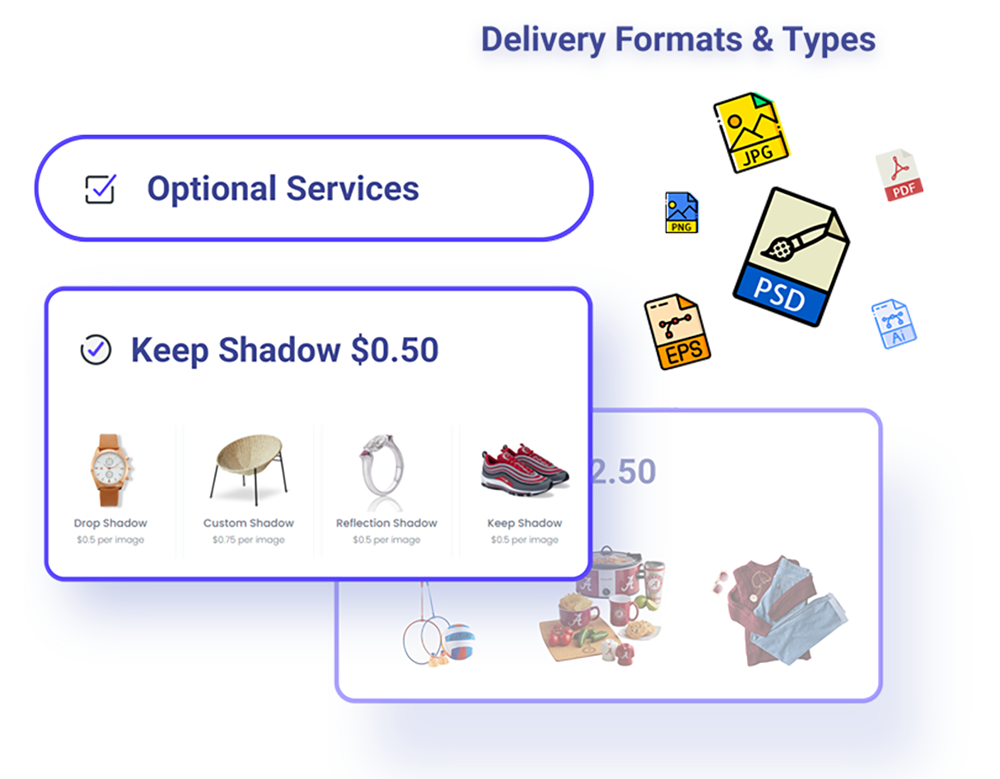 Delivery Formats & Types
JPG
PDF
PNG
PSD
EPS
Ai
Optional Services
Keep Shadow $0.50
Drop Shadow
$0.5 per image
Custom Shadow
$0.75 per image
Reflection Shadow
$0.5 per image
Keep Shadow
$0.5 per image
2.50
A
A
A